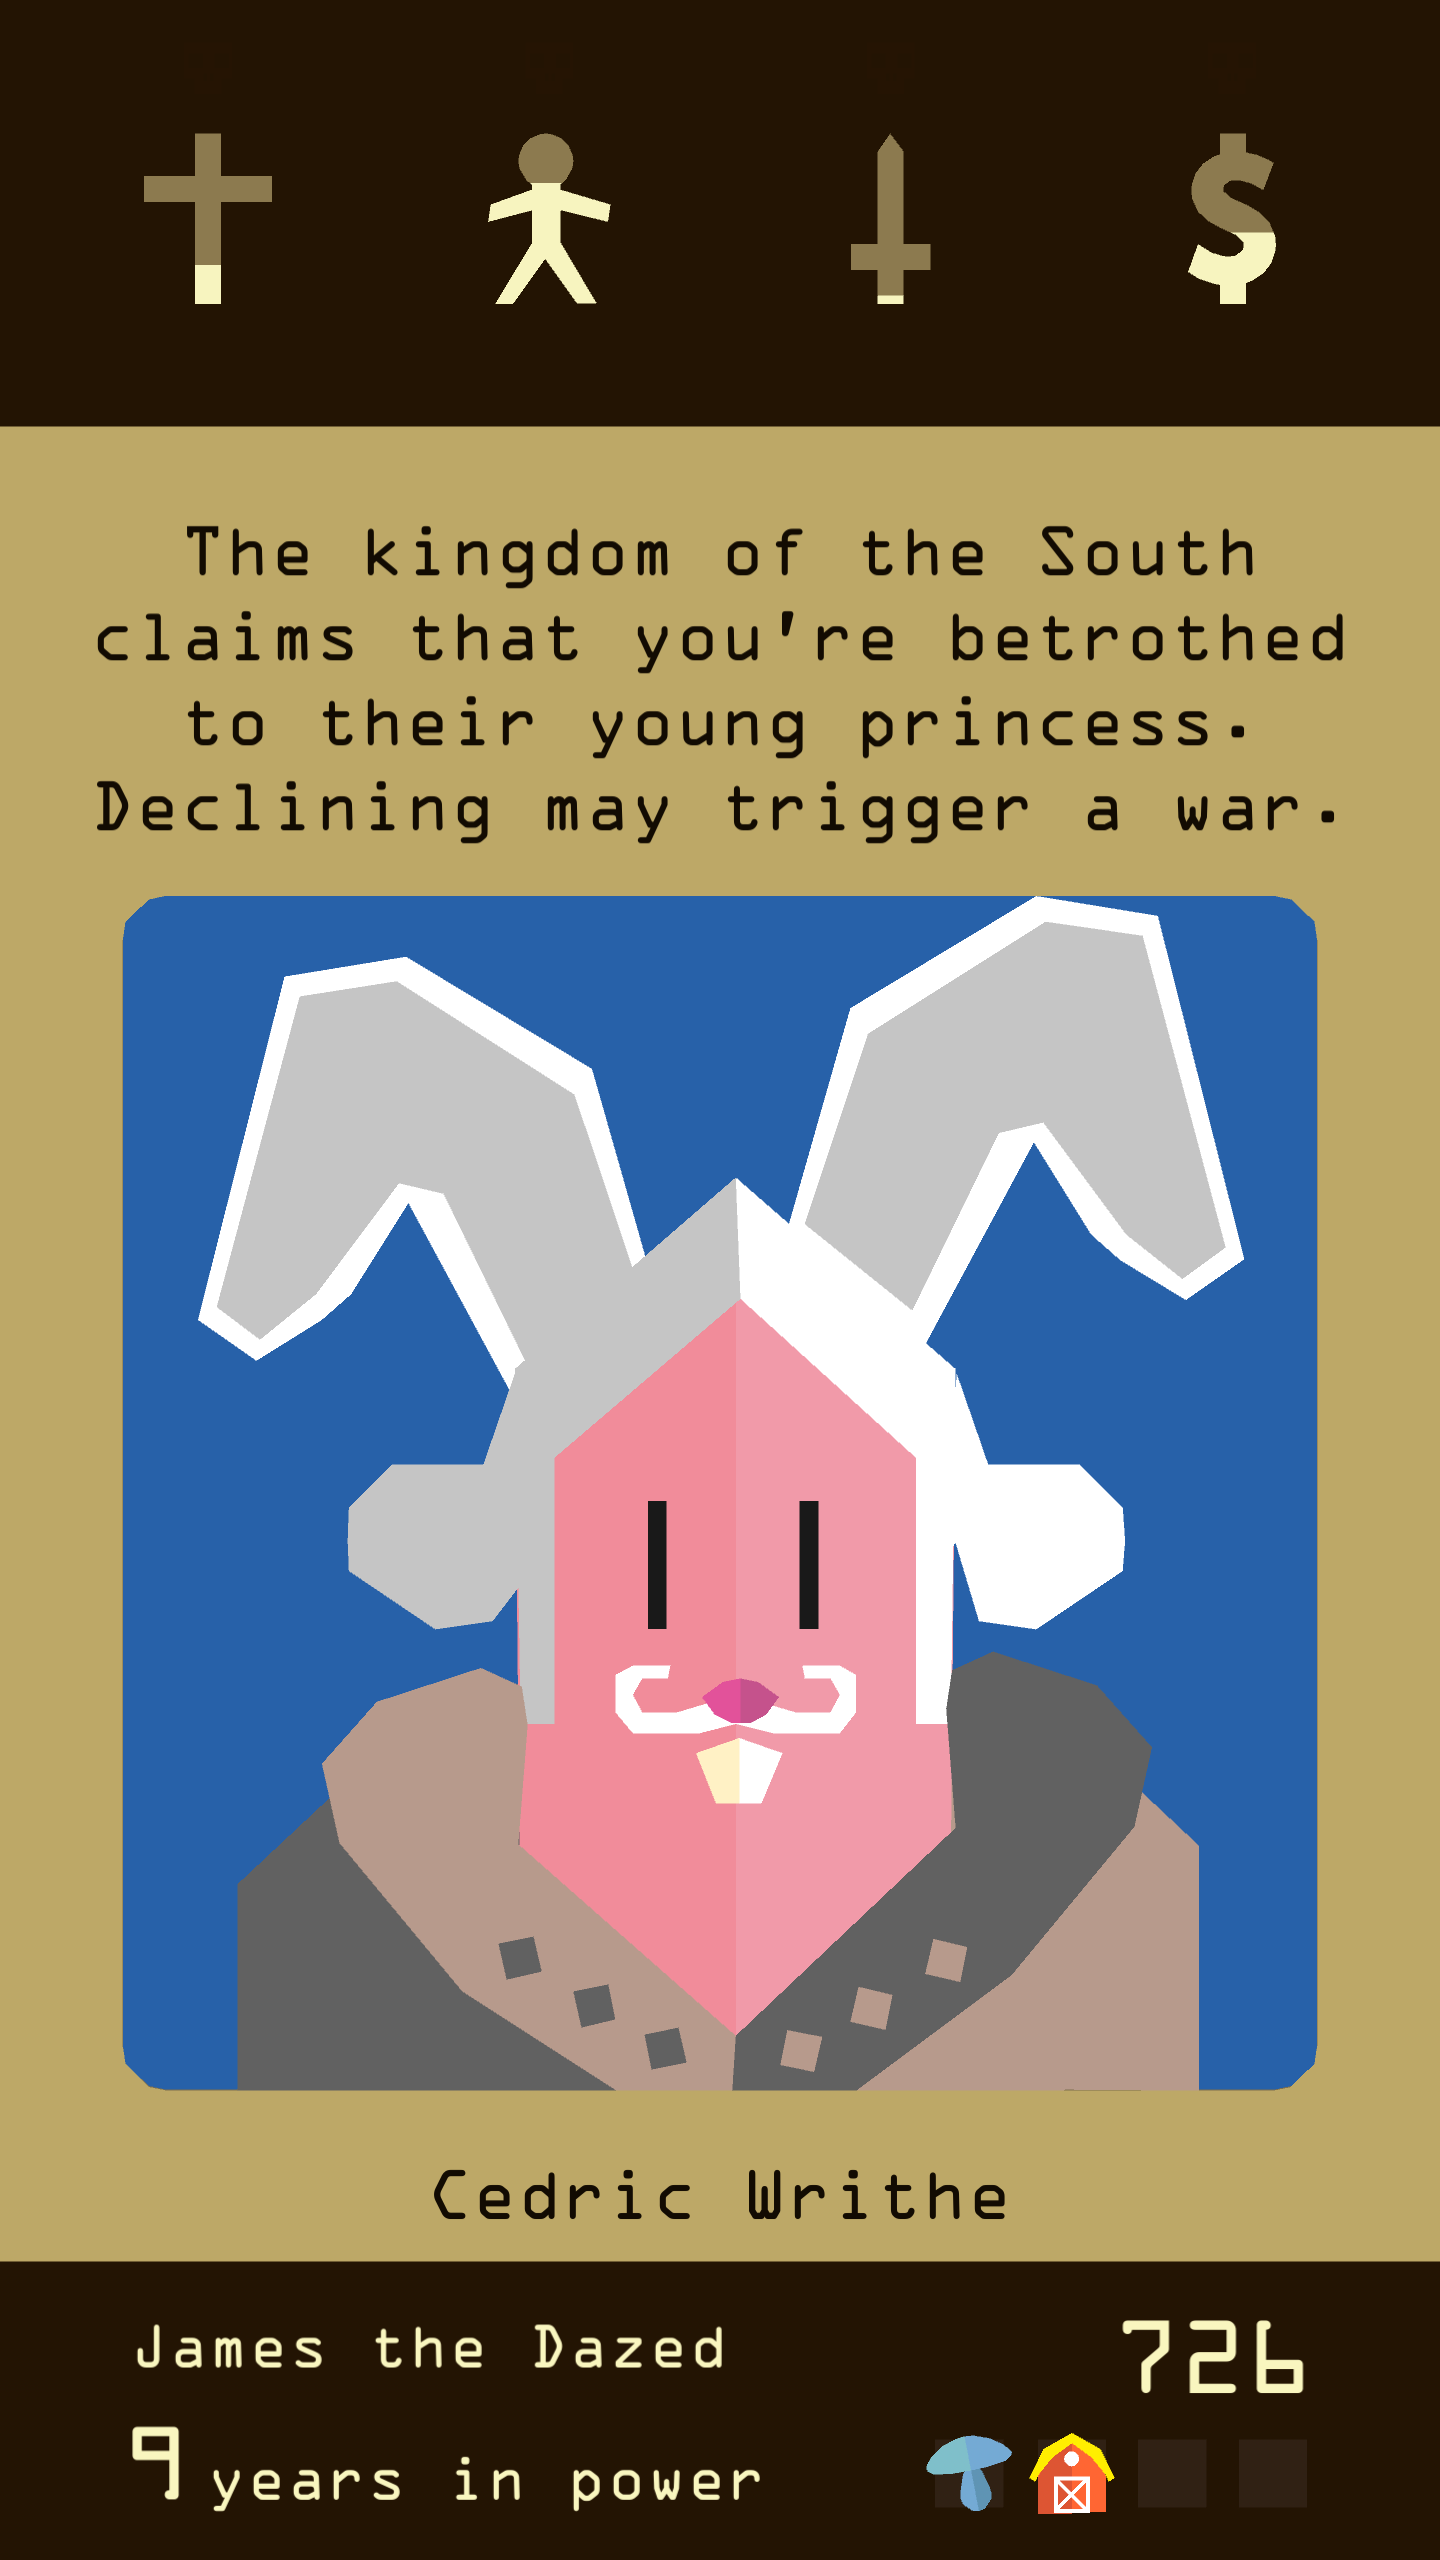 The kingdom of the South
claims that you're betrothed
to their young princess.
Declining may trigger a war.
Cedric Writhe
James the Dazed
726
9 years in power